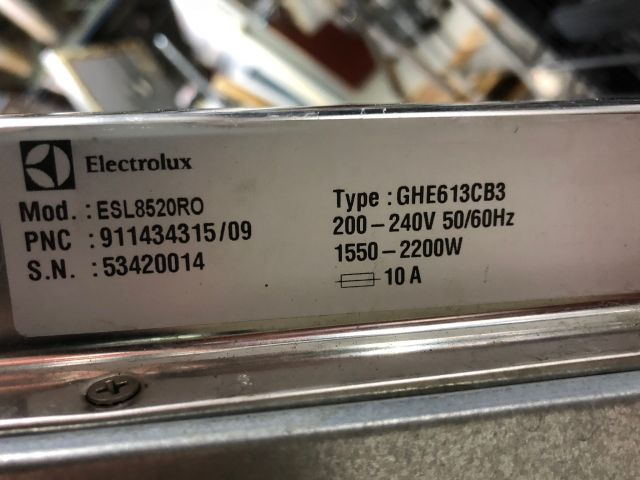 Electrolux
Mod. : ESL8520RO
PNC : 911434315/09
S.N. : 53420014
Type : GHE613CB3
200-240V 50/60Hz
1550-2200W
10 A